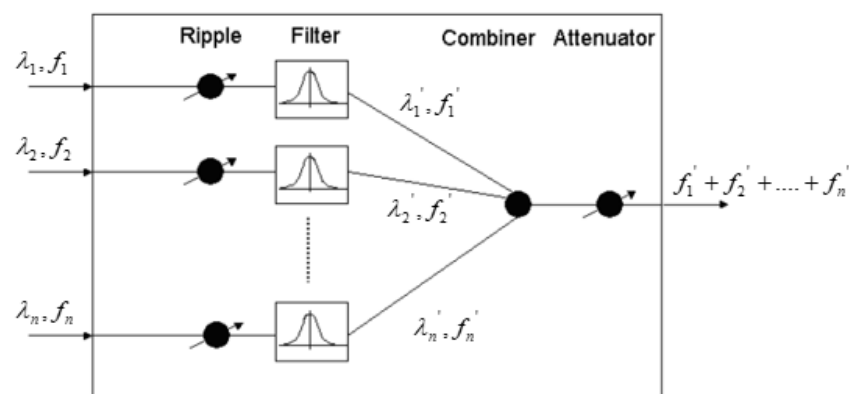 Ripple Filter Combiner Attenuator
λ₁, f₁
λ₁', f₁'
λ₂, f₂
f₁' + f₂' + .... + fₙ'
λ₂', f₂'
λₙ, fₙ
λₙ', fₙ'